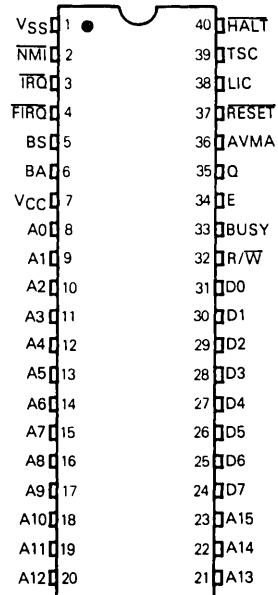 VSS 1 40 HALT
NMI 2 39 TSC
IRQ 3 38 LIC
FIRQ 4 37 RESET
BS 5 36 AVMA
BA 6 35 Q
VCC 7 34 E
A0 8 33 BUSY
A1 9 32 R/W
A2 10 31 D0
A3 11 30 D1
A4 12 29 D2
A5 13 28 D3
A6 14 27 D4
A7 15 26 D5
A8 16 25 D6
A9 17 24 D7
A10 18 23 A15
A11 19 22 A14
A12 20 21 A13